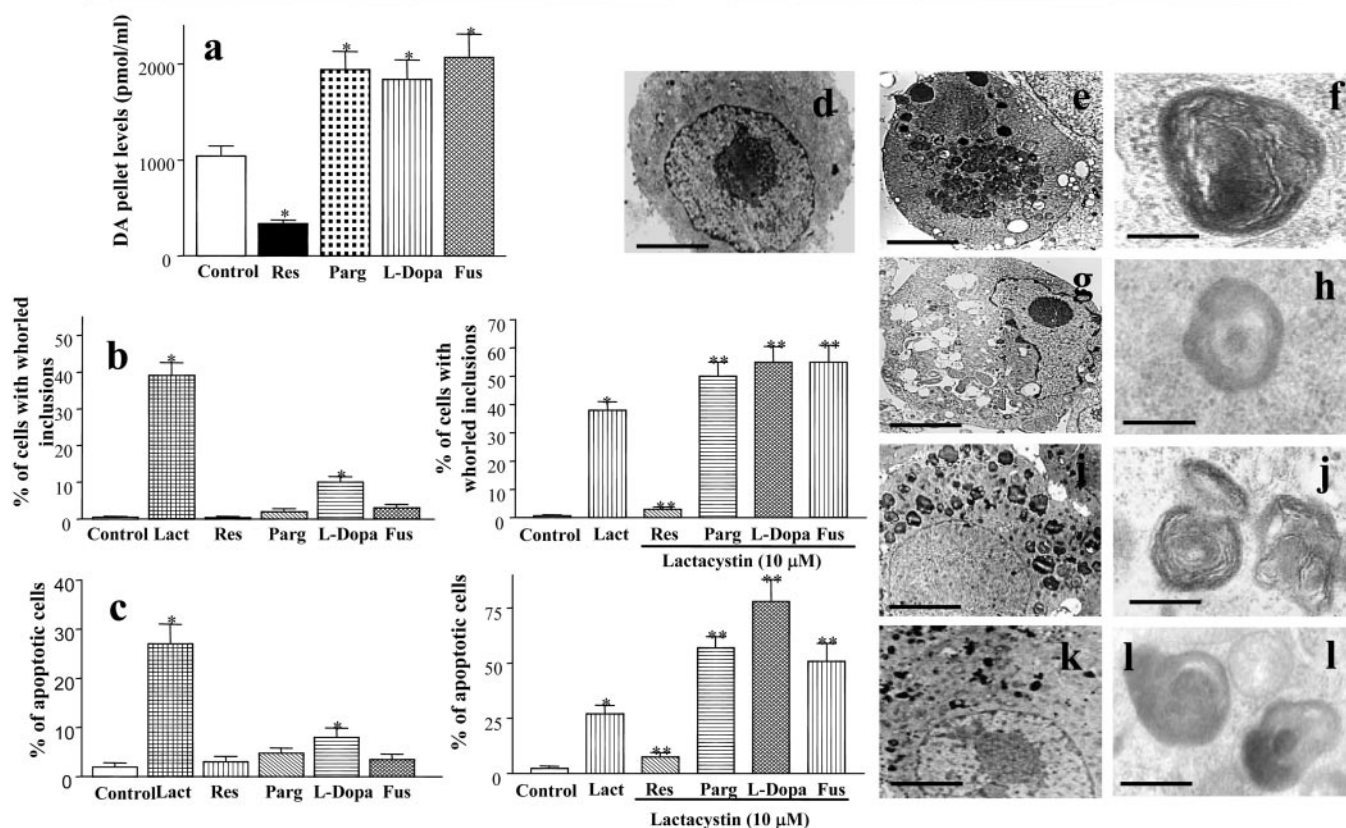 a
DA pellet levels (pmol/ml)
2000
1000
0
*
*
*
*
Control Res Parg L-Dopa Fus
b
% of cells with whorled
inclusions
50
40
30
20
10
0
*
*
Control Lact Res Parg L-Dopa Fus
% of cells with
whorled inclusions
70
60
50
40
30
20
10
0
*
**
**
**
**
Control Lact Res Parg L-Dopa Fus
Lactacystin (10 μM)
c
% of apoptotic cells
40
30
20
10
0
*
*
Control Lact Res Parg L-Dopa Fus
% of apoptotic cells
75
50
25
0
*
**
**
**
**
Control Lact Res Parg L-Dopa Fus
Lactacystin (10 μM)
d
e
f
g
h
i
j
k
l
l